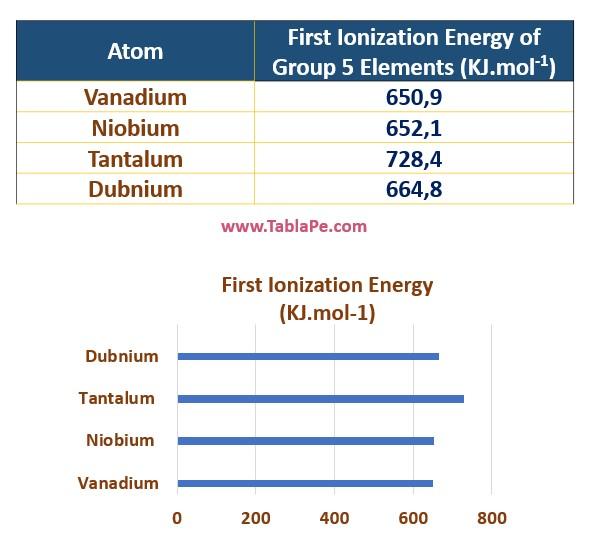 Atom
First Ionization Energy of
Group 5 Elements (KJ.mol⁻¹)
Vanadium 650,9
Niobium 652,1
Tantalum 728,4
Dubnium 664,8
www.TablaPe.com
First Ionization Energy
(KJ.mol-1)
Dubnium
Tantalum
Niobium
Vanadium
0 200 400 600 800